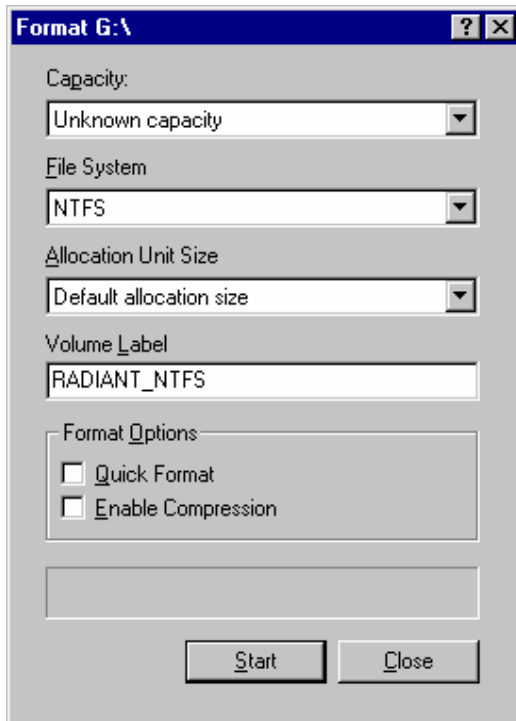 Format G:\
Capacity:
Unknown capacity
File System
NTFS
Allocation Unit Size
Default allocation size
Volume Label
RADIANT_NTFS
Format Options
Quick Format
Enable Compression
Start Close